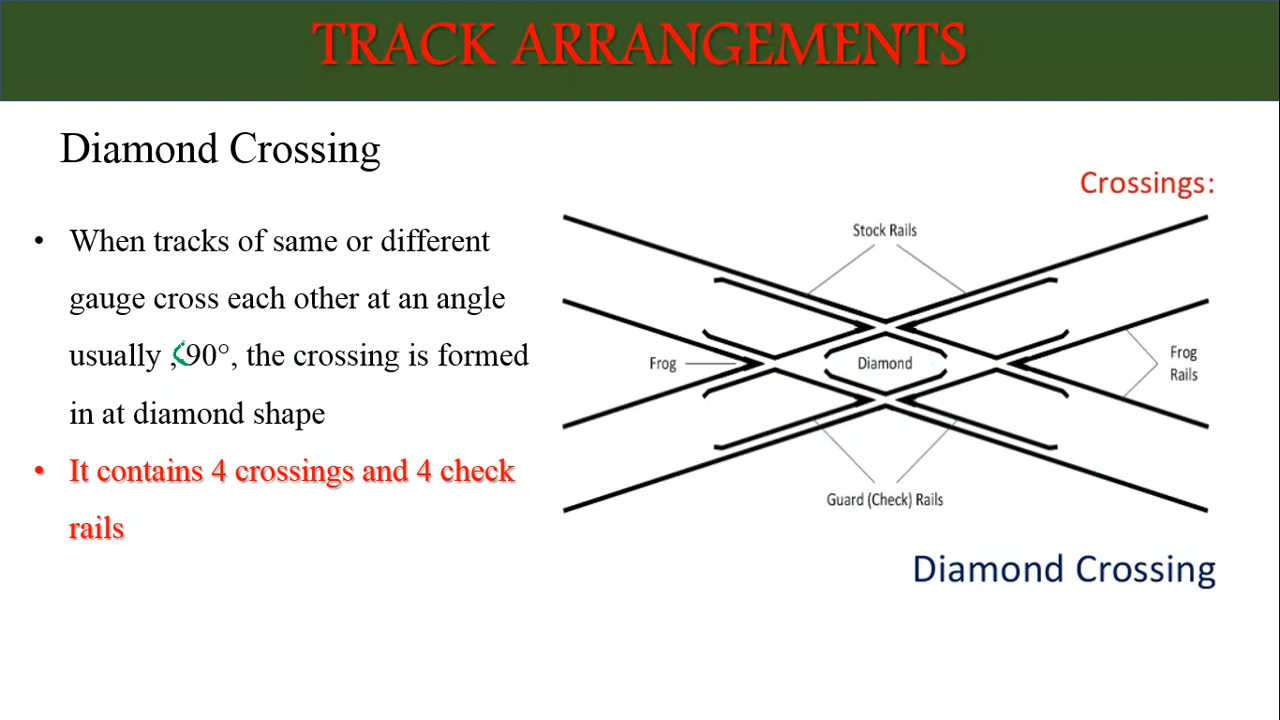 TRACK ARRANGEMENTS
Diamond Crossing
• When tracks of same or different
gauge cross each other at an angle
usually ,<90°, the crossing is formed
in at diamond shape
• It contains 4 crossings and 4 check
rails
Crossings:
Stock Rails
Frog
Diamond
Frog
Rails
Guard (Check) Rails
Diamond Crossing